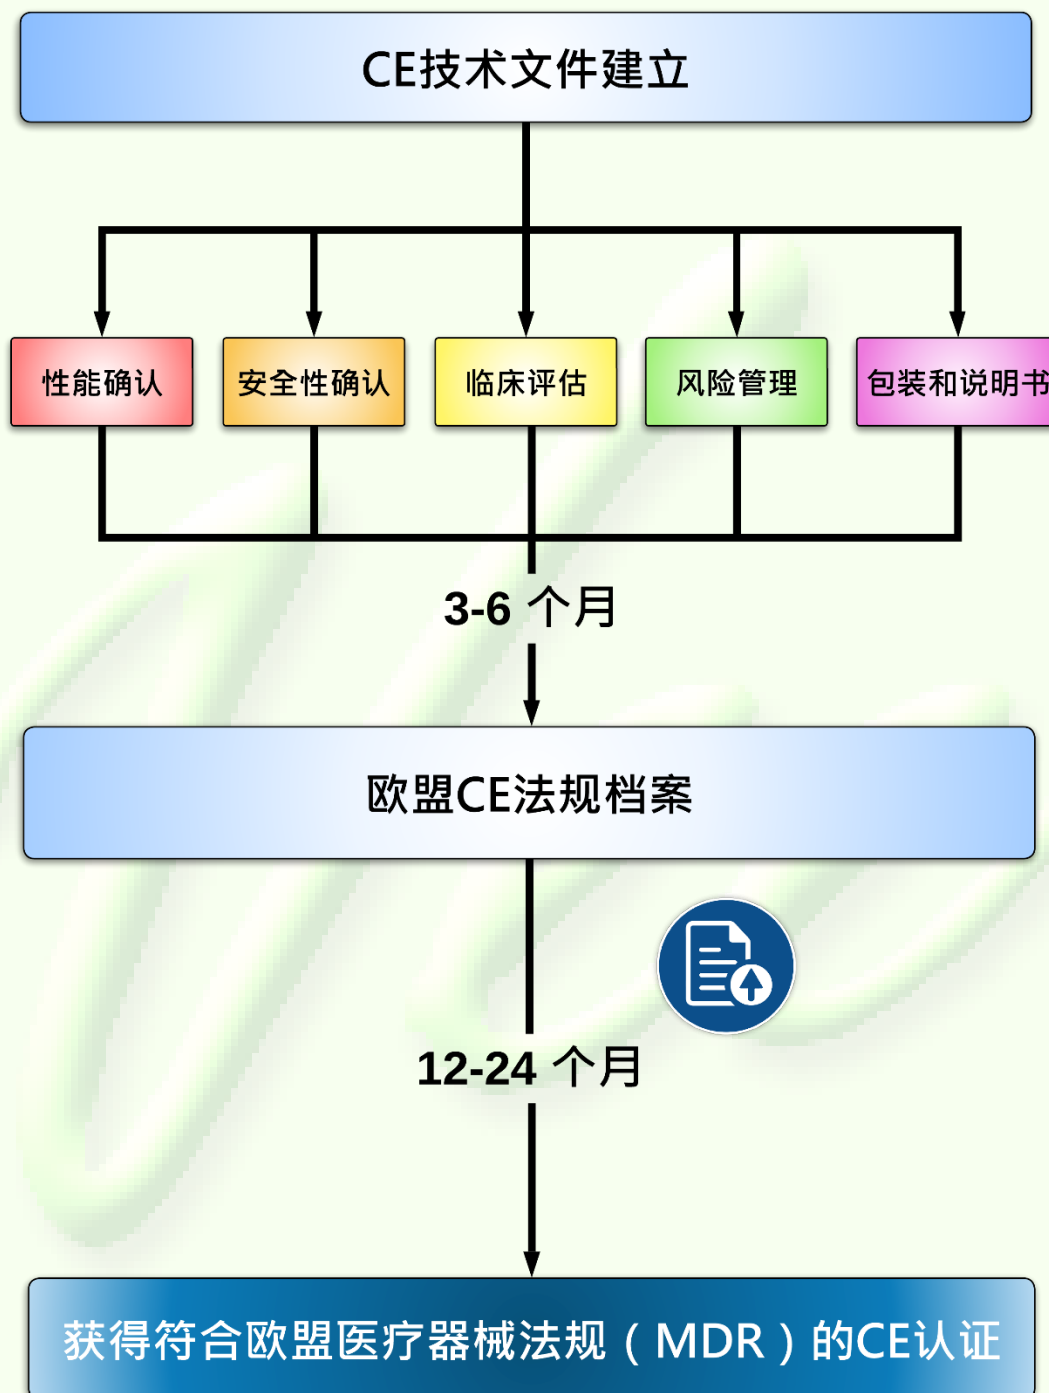 CE技术文件建立
性能确认
安全性确认
临床评估
风险管理
包装和说明书
3-6 个月
欧盟CE法规档案
12-24 个月
获得符合欧盟医疗器械法规（MDR）的CE认证